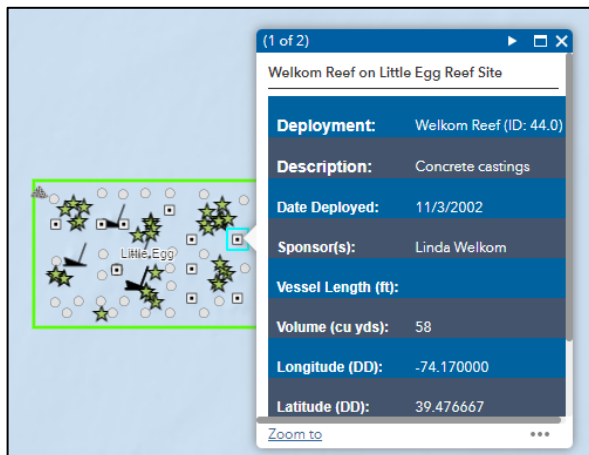 (1 of 2)
Welkom Reef on Little Egg Reef Site
Deployment: Welkom Reef (ID: 44.0)
Description: Concrete castings
Date Deployed: 11/3/2002
Sponsor(s): Linda Welkom
Vessel Length (ft):
Volume (cu yds): 58
Longitude (DD): -74.170000
Latitude (DD): 39.476667
Zoom to
Little Egg